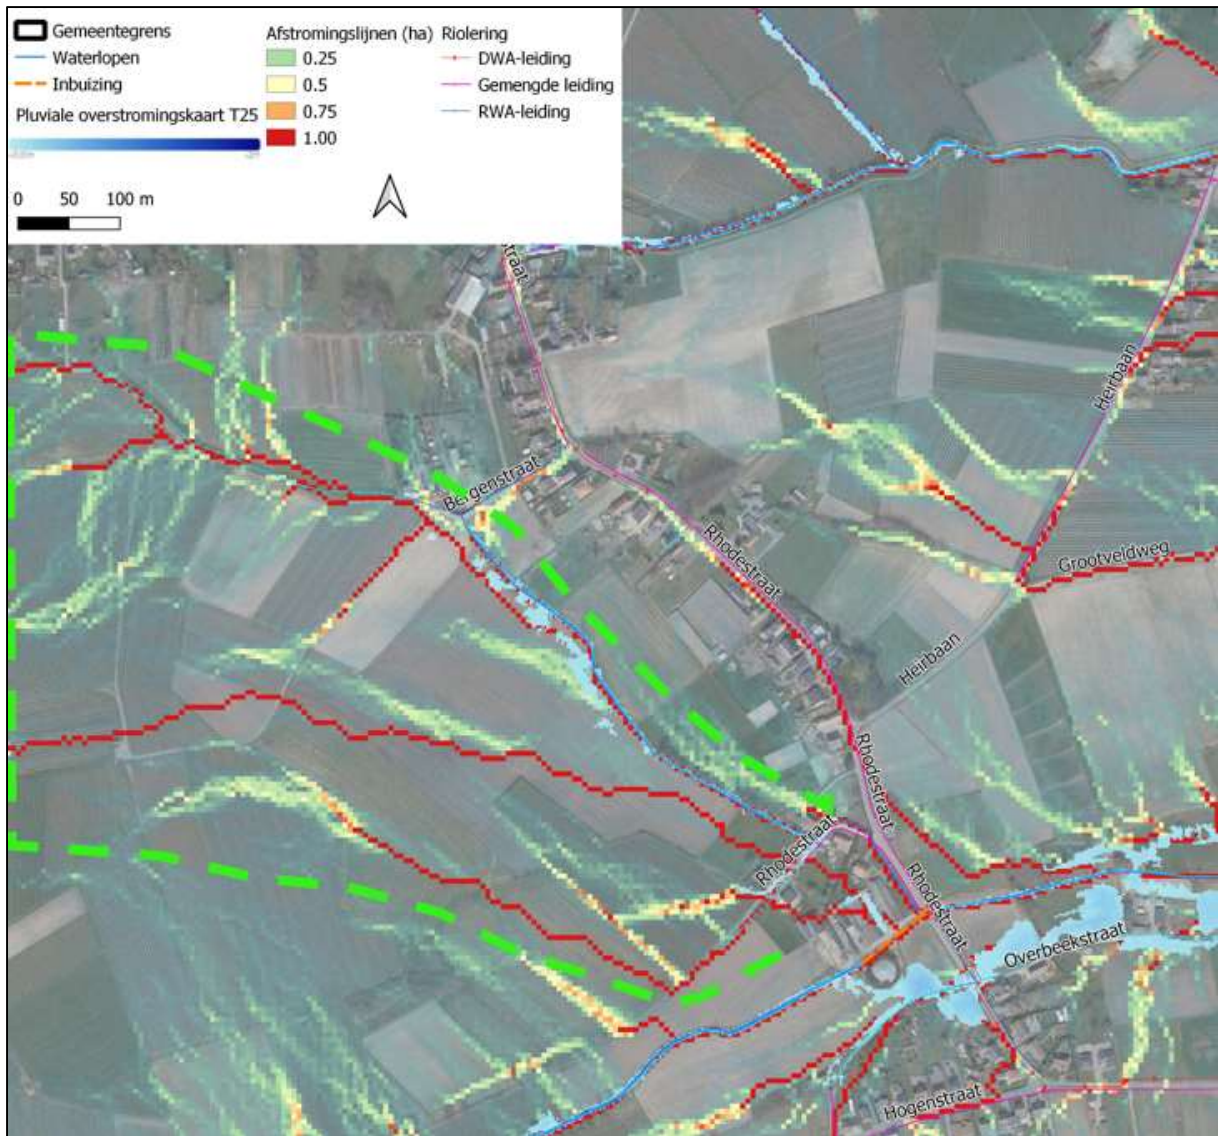 Gemeentegrens
Waterlopen
Inbuizing
Pluviale overstromingskaart T25
Afstromingslijnen (ha)
0.25
0.5
0.75
1.00
Riolering
DWA-leiding
Gemengde leiding
RWA-leiding
0 50 100 m
straat
Heirbaan
Bergenstraat
Rhodestraat
Grootveldweg
Heirbaan
Rhodestraat
Rhodestraat
Rhodestraat
Overbeekstraat
Hogenstraat